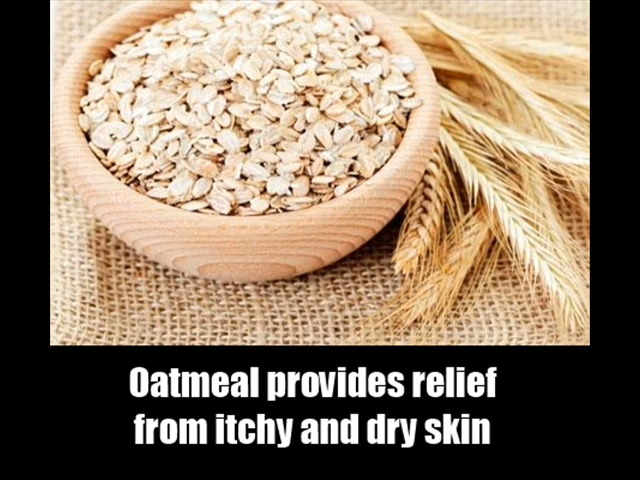 Oatmeal provides relief
from itchy and dry skin